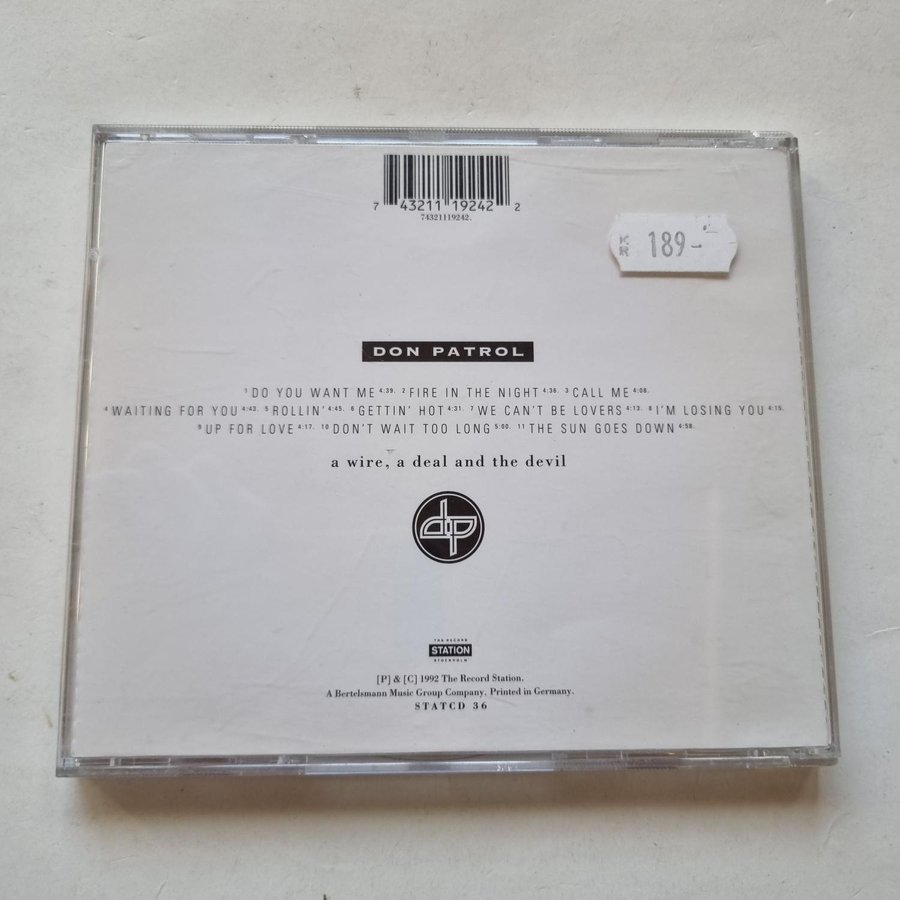 7 43211 19242 2
74321119242.
KR 189-
DON PATROL
1 DO YOU WANT ME 4:39. 2 FIRE IN THE NIGHT 4:36. 3 CALL ME 4:08.
4 WAITING FOR YOU 4:43. 5 ROLLIN' 4:45. 6 GETTIN' HOT 4:31. 7 WE CAN'T BE LOVERS 4:13. 8 I'M LOSING YOU 4:15.
9 UP FOR LOVE 4:17. 10 DON'T WAIT TOO LONG 5:00. 11 THE SUN GOES DOWN 4:58.
a wire, a deal and the devil
dp
THE RECORD
STATION
STOCKHOLM
[P] & [C] 1992 The Record Station.
A Bertelsmann Music Group Company. Printed in Germany.
STATCD 36